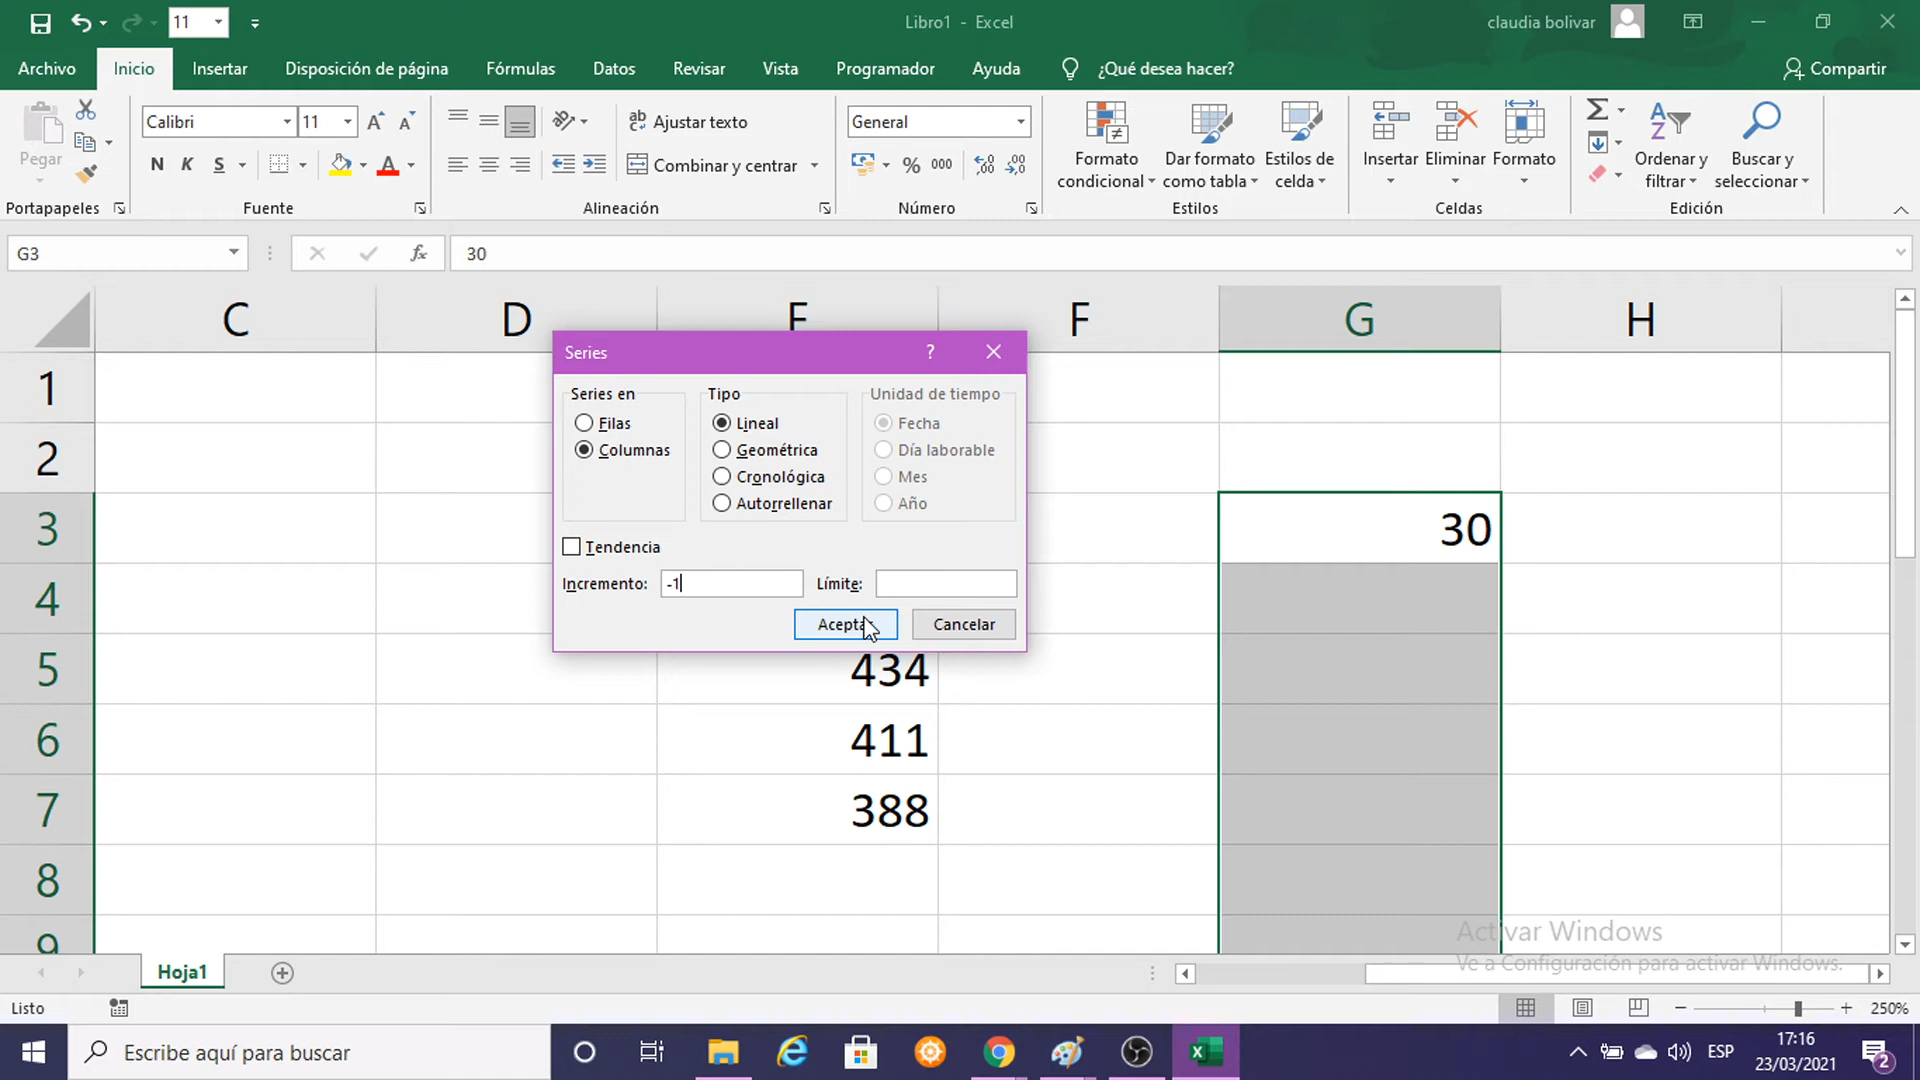 11
Libro1 - Excel
claudia bolivar
Archivo
Inicio
Insertar
Disposición de página
Fórmulas
Datos
Revisar
Vista
Programador
Ayuda
¿Qué desea hacer?
Compartir
Pegar
Portapapeles
Calibri
11
N K S
A
Fuente
Ajustar texto
Combinar y centrar
Alineación
General
% 000
Número
Formato condicional
Dar formato como tabla
Estilos de celda
Estilos
Insertar
Eliminar
Formato
Celdas
Ordenar y filtrar
Buscar y seleccionar
Edición
G3
fx
30
C D E F G H
1
2
3
30
4
5
434
6
411
7
388
8
9
Series
?
Series en
Filas
Columnas
Tipo
Lineal
Geométrica
Cronológica
Autorrellenar
Unidad de tiempo
Fecha
Día laborable
Mes
Año
Tendencia
Incremento: -1
Límite:
Aceptar
Cancelar
Activar Windows
Ve a Configuración para activar Windows.
Hoja1
Listo
250%
Escribe aquí para buscar
ESP
17:16
23/03/2021
2